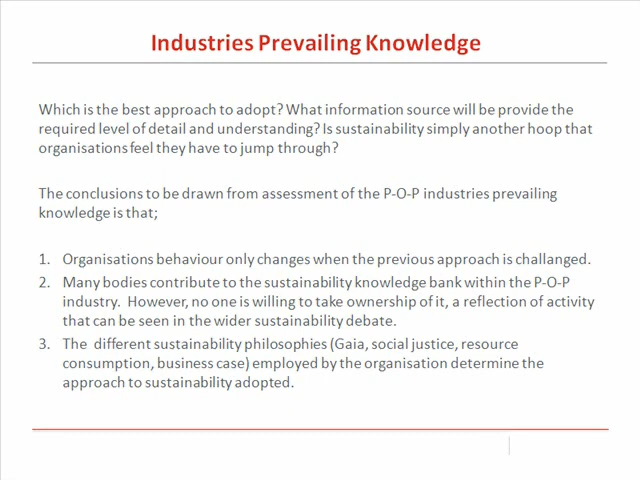 Industries Prevailing Knowledge
Which is the best approach to adopt? What information source will be provide the
required level of detail and understanding? Is sustainability simply another hoop that
organisations feel they have to jump through?
The conclusions to be drawn from assessment of the P-O-P industries prevailing
knowledge is that;
1. Organisations behaviour only changes when the previous approach is challanged.
2. Many bodies contribute to the sustainability knowledge bank within the P-O-P
industry. However, no one is willing to take ownership of it, a reflection of activity
that can be seen in the wider sustainability debate.
3. The different sustainability philosophies (Gaia, social justice, resource
consumption, business case) employed by the organisation determine the
approach to sustainability adopted.